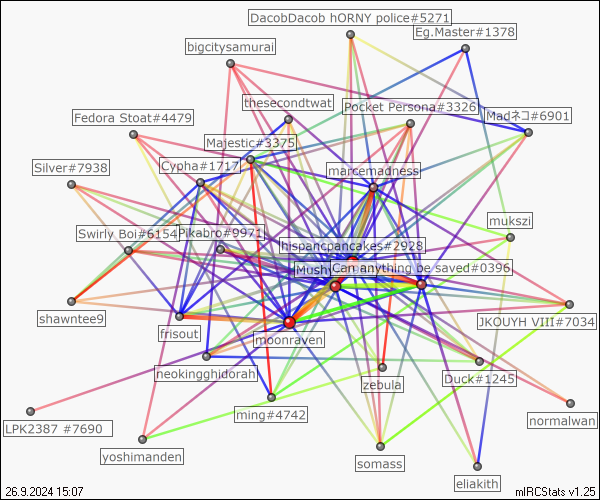 DacobDacob hORNY police#5271
Eg.Master#1378
bigcitysamurai
thesecondtwat
Pocket Persona#3326
Madネコ#6901
Fedora Stoat#4479
Majestic#3375
Cypha#1717
marcemadness
Silver#7938
mukszi
Swirly Boi#6154
Pikabro#9971
hispancpancakes#2928
Mush
Can anything be saved#0396
shawntee9
frisout
moonraven
JKOUYH VIII#7034
neokingghidorah
zebula
Duck#1245
ming#4742
normalwan
LPK2387 #7690
yoshimanden
somass
eliakith
26.9.2024 15:07
mIRCStats v1.25